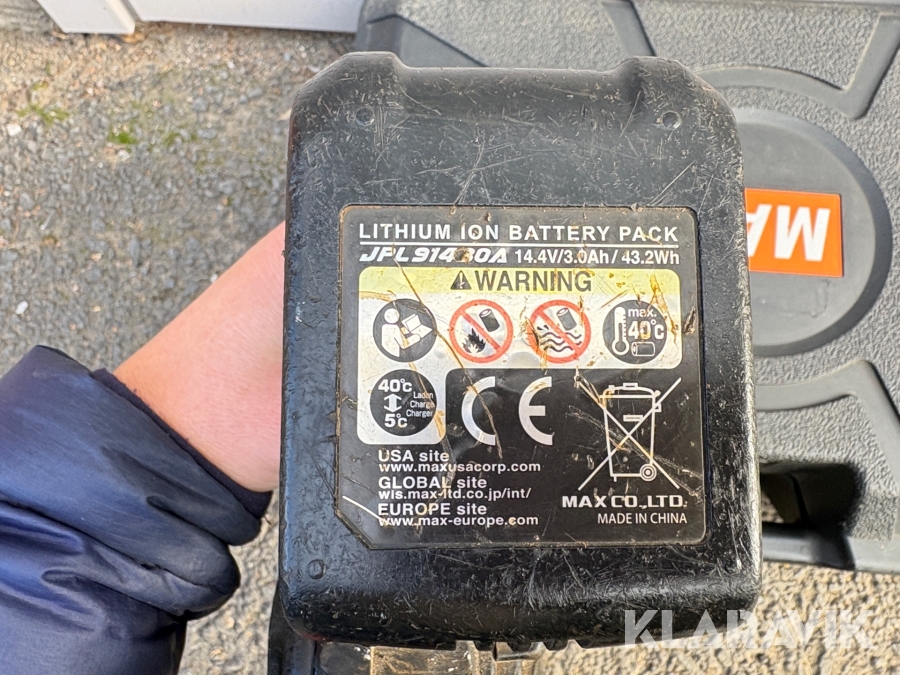 LITHIUM ION BATTERY PACK
JPL91430A 14.4V/3.0Ah/43.2Wh
WARNING
max.
40°C
40°C
Laden
Charge
Charger
5°C
CE
USA site
www.maxusacorp.com
GLOBAL site
wis.max-ltd.co.jp/int/
EUROPE site
www.max-europe.com
MAX CO.,LTD.
MADE IN CHINA
MA
KLARAVIK